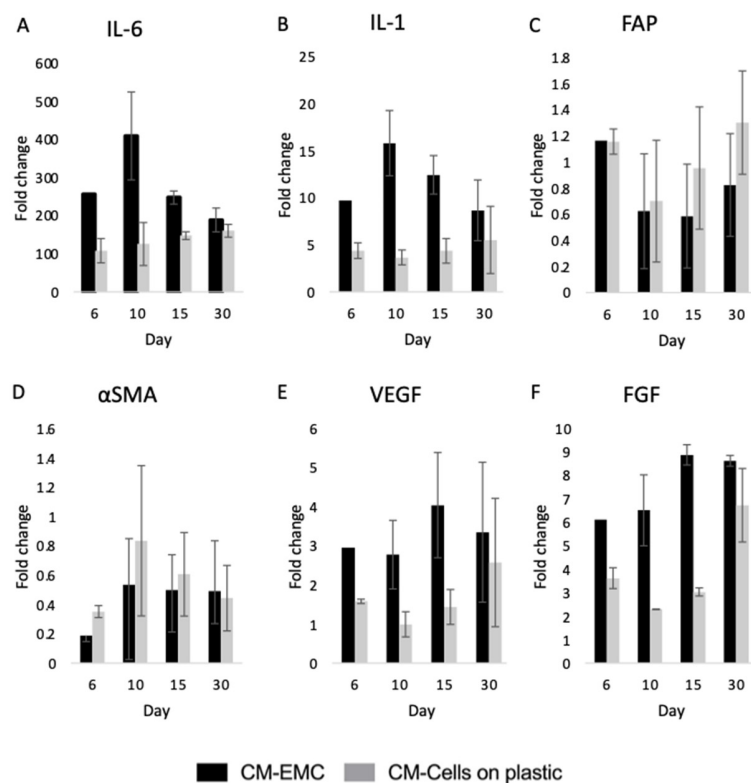 A
IL-6
Fold change
600
500
400
300
200
100
0
6 10 15 30
Day
B
IL-1
Fold change
25
20
15
10
5
0
6 10 15 30
Day
C
FAP
Fold change
1.8
1.6
1.4
1.2
1
0.8
0.6
0.4
0.2
0
6 10 15 30
Day
D
αSMA
Fold change
1.6
1.4
1.2
1
0.8
0.6
0.4
0.2
0
6 10 15 30
Day
E
VEGF
Fold change
6
5
4
3
2
1
0
6 10 15 30
Day
F
FGF
Fold change
10
9
8
7
6
5
4
3
2
1
0
6 10 15 30
Day
CM-EMC CM-Cells on plastic